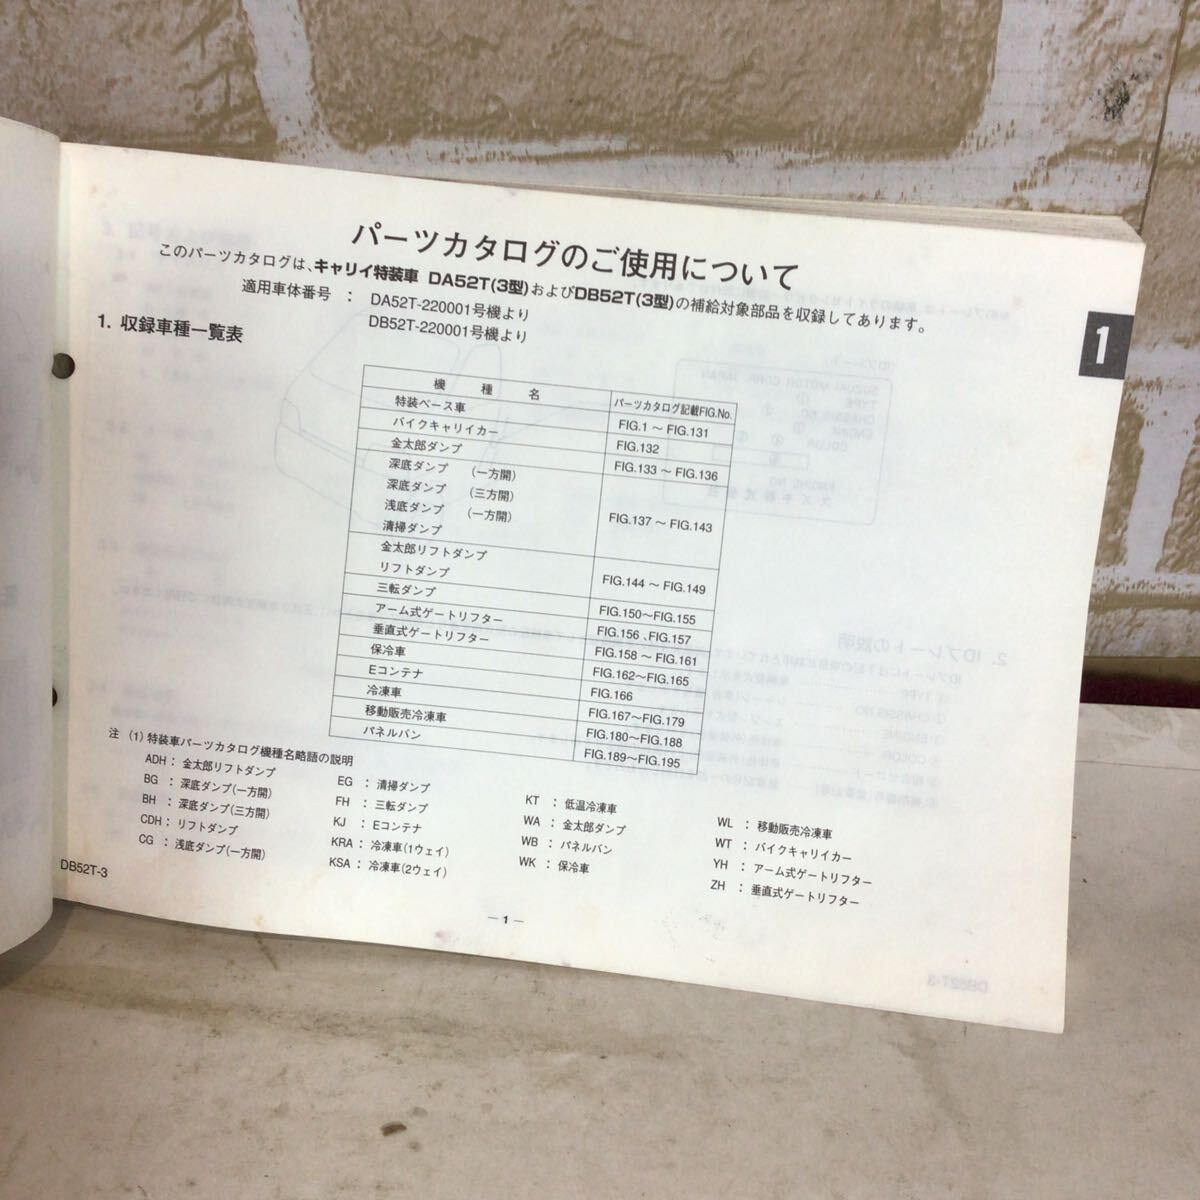 パーツカタログのご使用について
このパーツカタログは、キャリイ特装車 DA52T(3型)およびDB52T(3型)の補給対象部品を収録してあります。
適用車体番号 : DA52T-220001号機より
DB52T-220001号機より
1
1. 収録車種一覧表
機 種 名 パーツカタログ記載FIG.No.
特装ベース車 FIG.1 ~ FIG.131
バイクキャリイカー FIG.132
金太郎ダンプ FIG.133 ~ FIG.136
深底ダンプ (一方開)
深底ダンプ (三方開)
浅底ダンプ (一方開) FIG.137 ~ FIG.143
清掃ダンプ
金太郎リフトダンプ
リフトダンプ FIG.144 ~ FIG.149
三転ダンプ FIG.150~FIG.155
アーム式ゲートリフター FIG.156 、FIG.157
垂直式ゲートリフター FIG.158 ~ FIG.161
保冷車 FIG.162~FIG.165
Eコンテナ FIG.166
冷凍車 FIG.167~FIG.179
移動販売冷凍車 FIG.180~FIG.188
パネルバン FIG.189~FIG.195
注 (1) 特装車パーツカタログ機種名略語の説明
ADH : 金太郎リフトダンプ
BG : 深底ダンプ(一方開)
BH : 深底ダンプ(三方開)
CDH : リフトダンプ
CG : 浅底ダンプ(一方開)
EG : 清掃ダンプ
FH : 三転ダンプ
KJ : Eコンテナ
KRA : 冷凍車(1ウェイ)
KSA : 冷凍車(2ウェイ)
KT : 低温冷凍車
WA : 金太郎ダンプ
WB : パネルバン
WK : 保冷車
WL : 移動販売冷凍車
WT : バイクキャリイカー
YH : アーム式ゲートリフター
ZH : 垂直式ゲートリフター
DB52T-3
— 1 —